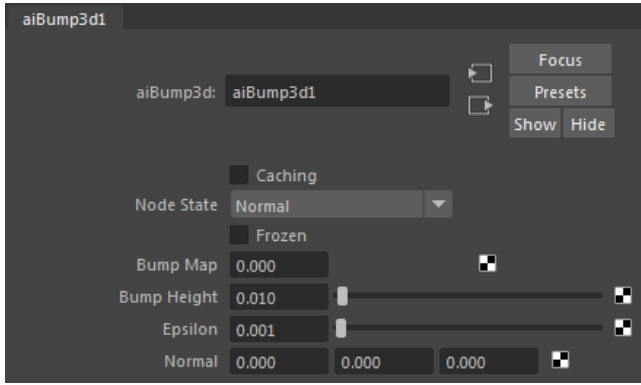 aiBump3d1
Focus
aiBump3d: aiBump3d1
Presets
Show Hide
Caching
Node State Normal
Frozen
Bump Map 0.000
Bump Height 0.010
Epsilon 0.001
Normal 0.000 0.000 0.000